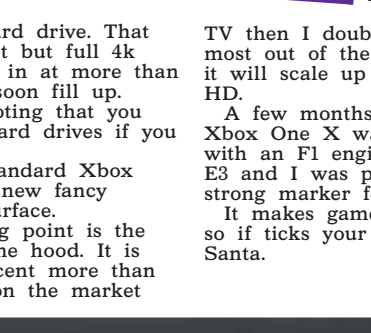 rd drive. That
t but full 4k
in at more than
soon fill up.
oting that you
ard drives if you
andard Xbox
new fancy
rface.
g point is the
he hood. It is
cent more than
on the market
TV then I doub
most out of the
it will scale up
HD.
A few months
Xbox One X wa
with an F1 engi
E3 and I was p
strong marker f
It makes game
so if ticks your
Santa.